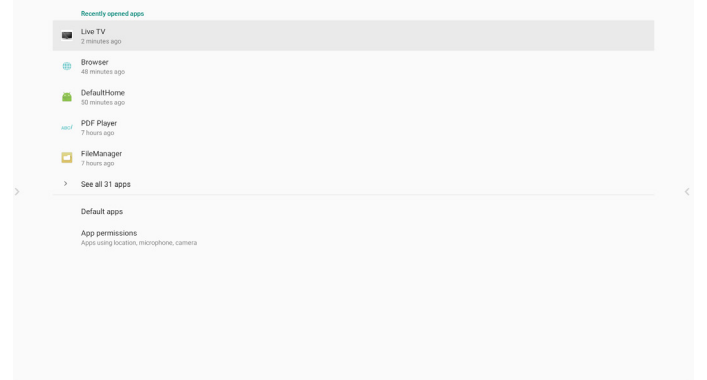 Recently opened apps
Live TV
2 minutes ago
Browser
48 minutes ago
DefaultHome
50 minutes ago
PDF Player
7 hours ago
FileManager
7 hours ago
See all 31 apps
Default apps
App permissions
Apps using location, microphone, camera